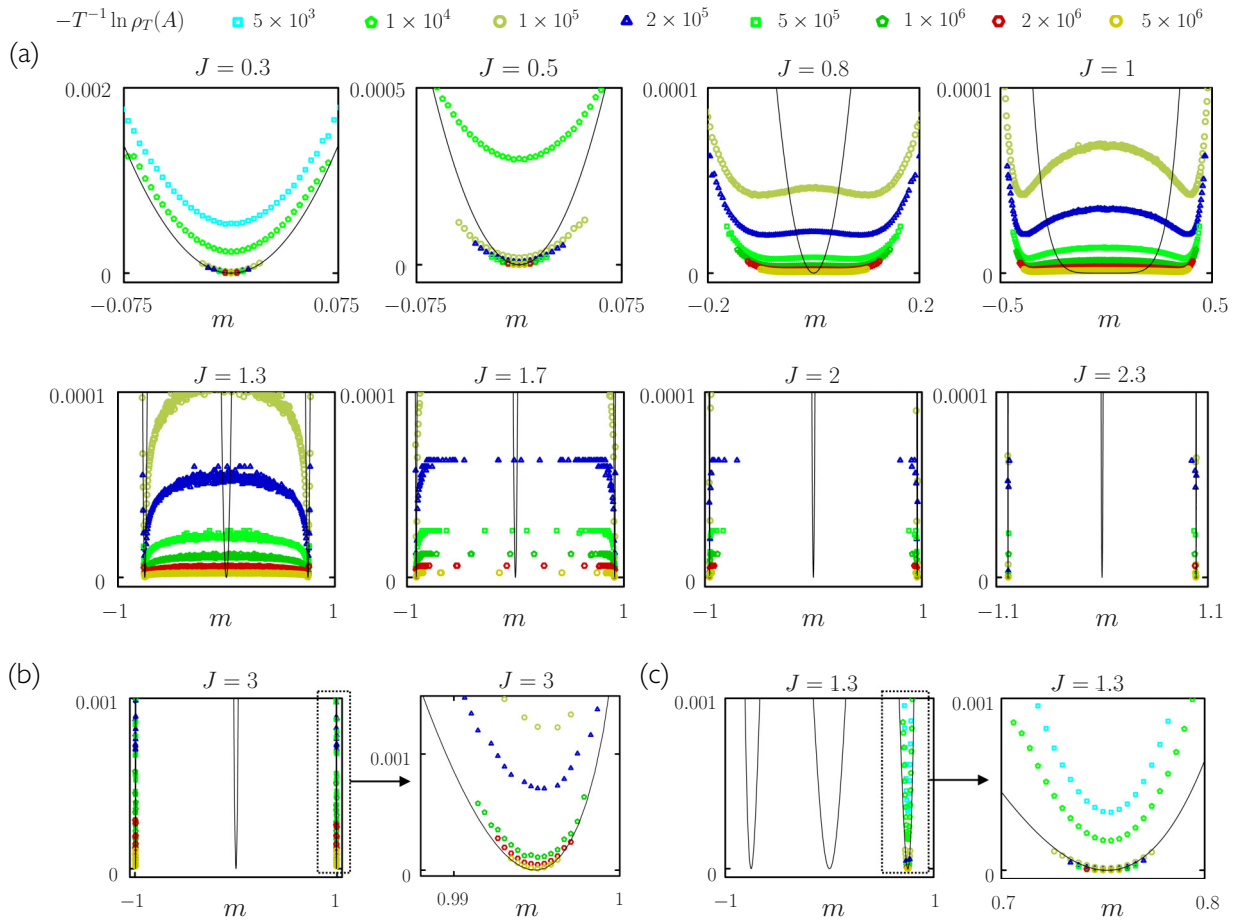 −T⁻¹ ln ρ_T(A) 5 × 10³ 1 × 10⁴ 1 × 10⁵ 2 × 10⁵ 5 × 10⁵ 1 × 10⁶ 2 × 10⁶ 5 × 10⁶
(a)
J = 0.3 J = 0.5 J = 0.8 J = 1
0.002 0.0005 0.0001 0.0001
0 0 0 0
−0.075 0.075 −0.075 0.075 −0.2 0.2 −0.5 0.5
m m m m
J = 1.3 J = 1.7 J = 2 J = 2.3
0.0001 0.0001 0.0001 0.0001
0 0 0 0
−1 1 −1 1 −1 1 −1.1 1.1
m m m m
(b) (c)
J = 3 J = 3 J = 1.3 J = 1.3
0.001 0.001 0.001 0.001
0 0 0 0
−1 1 0.99 1 −1 1 0.7 0.8
m m m m